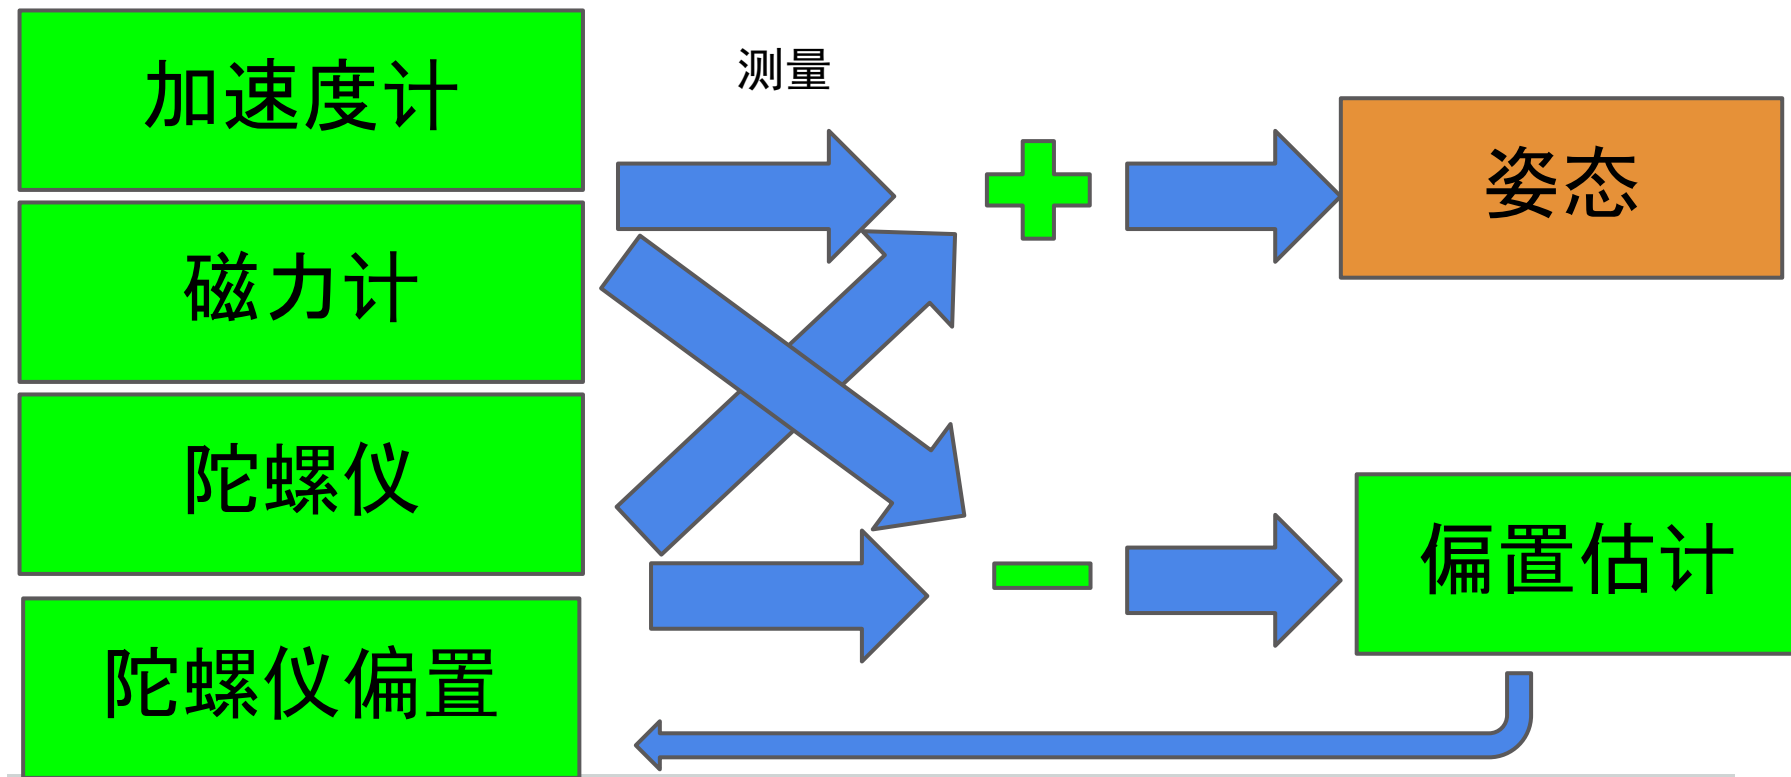 加速度计
测量
磁力计
姿态
陀螺仪
偏置估计
陀螺仪偏置